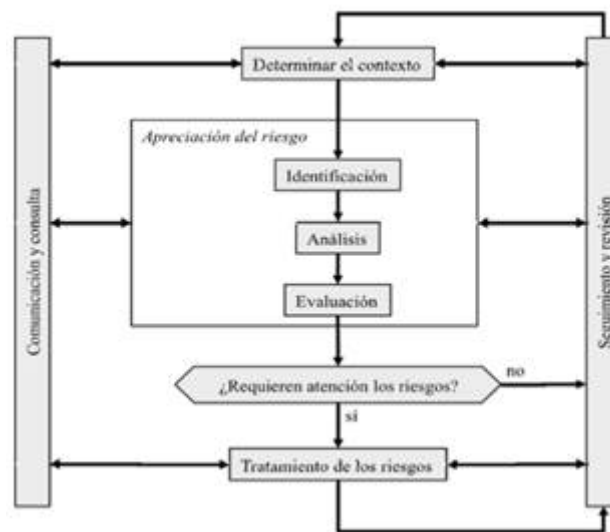 Determinar el contexto
Apreciación del riesgo
Identificación
Análisis
Evaluación
¿Requieren atención los riesgos?
no
sí
Tratamiento de los riesgos
Comunicación y consulta
Seguimiento y revisión